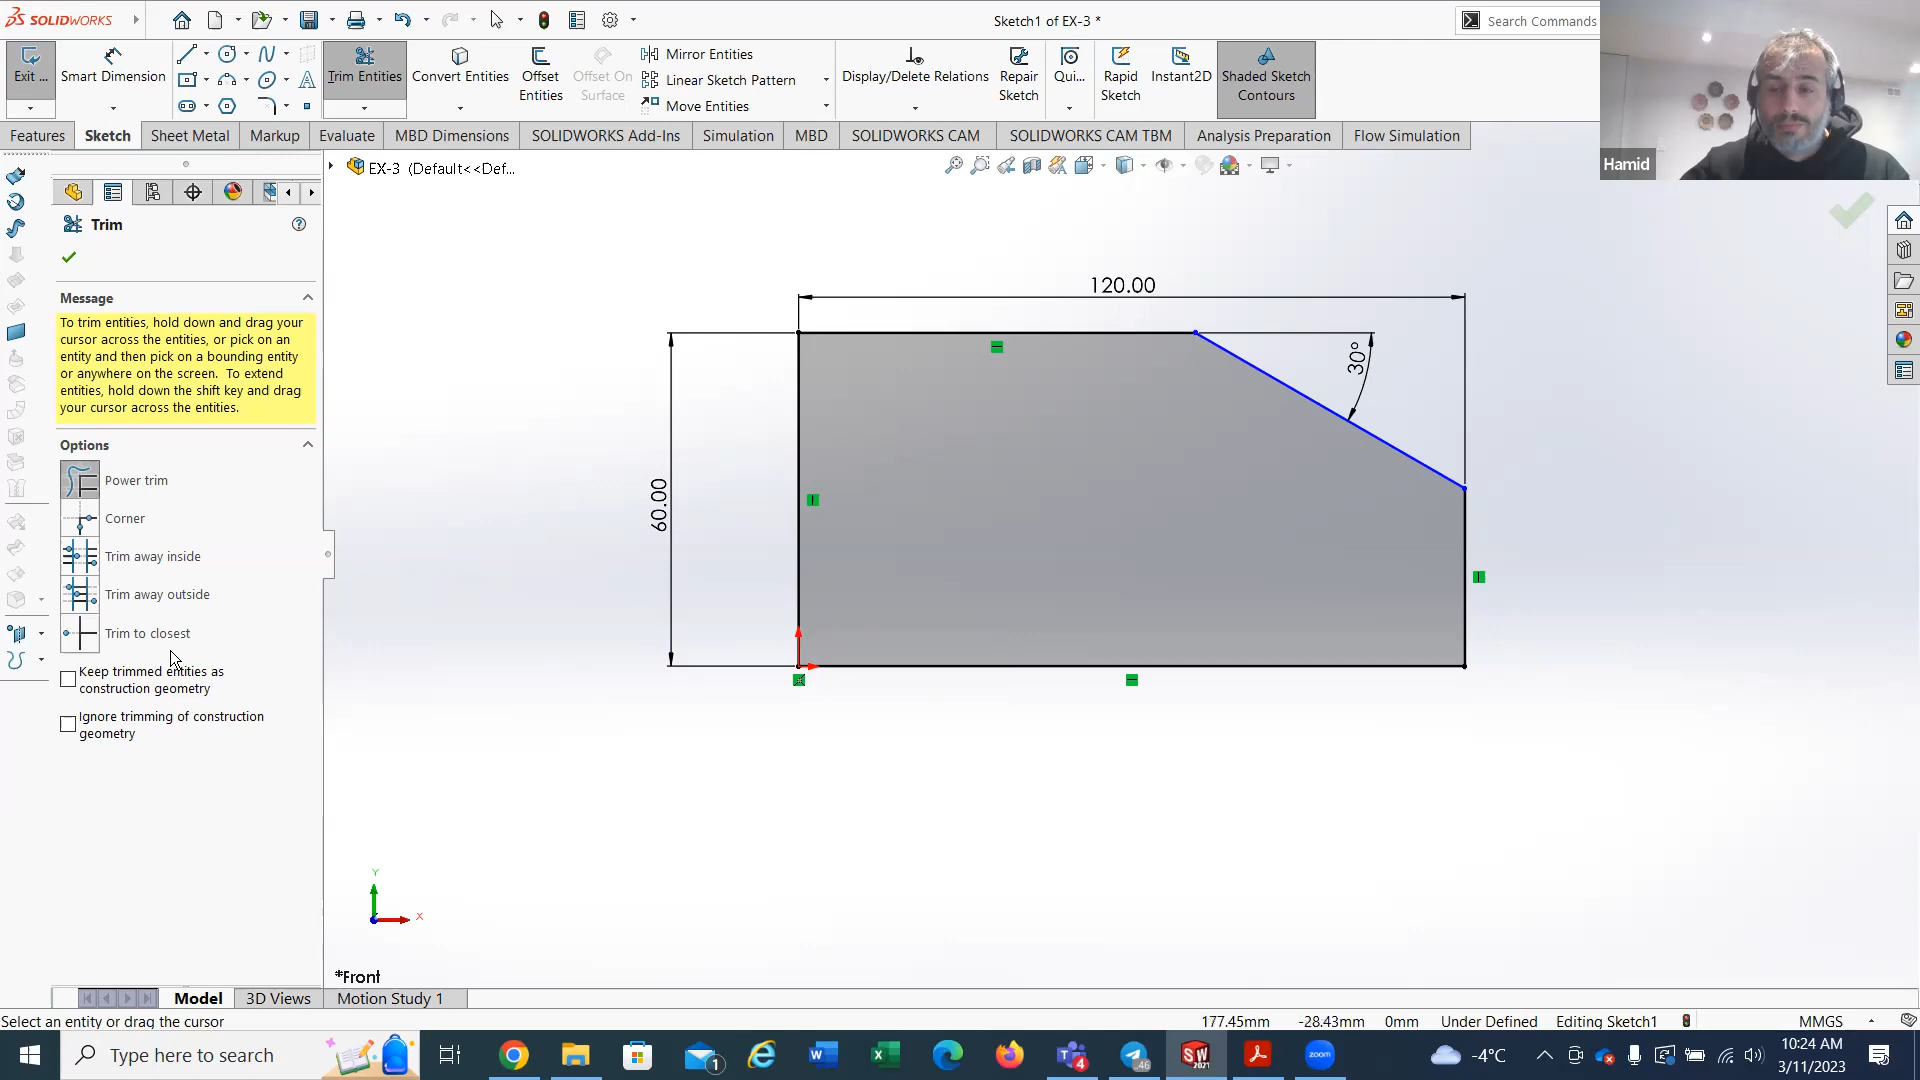 SOLIDWORKS
Sketch1 of EX-3 *
Search Commands
Exit ...
Smart Dimension
Trim Entities
Convert Entities
Offset
Entities
Offset On
Surface
Mirror Entities
Linear Sketch Pattern
Move Entities
Display/Delete Relations
Repair
Sketch
Qui...
Rapid
Sketch
Instant2D
Shaded Sketch
Contours
Hamid
Features
Sketch
Sheet Metal
Markup
Evaluate
MBD Dimensions
SOLIDWORKS Add-Ins
Simulation
MBD
SOLIDWORKS CAM
SOLIDWORKS CAM TBM
Analysis Preparation
Flow Simulation
EX-3 (Default<<Def...
Trim
Message
To trim entities, hold down and drag your
cursor across the entities, or pick on an
entity and then pick on a bounding entity
or anywhere on the screen. To extend
entities, hold down the shift key and drag
your cursor across the entities.
Options
Power trim
Corner
Trim away inside
Trim away outside
Trim to closest
Keep trimmed entities as
construction geometry
Ignore trimming of construction
geometry
120.00
30°
60.00
Y
X
*Front
Model
3D Views
Motion Study 1
Select an entity or drag the cursor
177.45mm
-28.43mm
0mm
Under Defined
Editing Sketch1
MMGS
Type here to search
1
4
46
SW
2021
zoom
-4°C
10:24 AM
3/11/2023